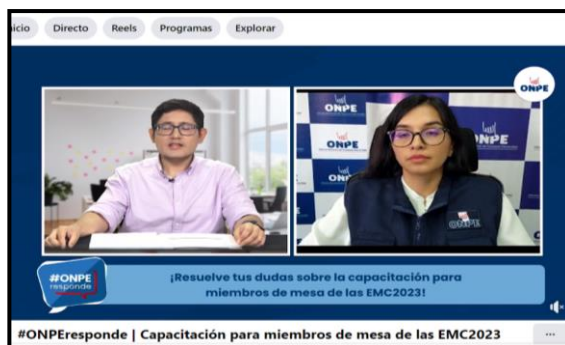 icio Directo Reels Programas Explorar
ONPE
ONPE
ONPE
ONPE
ONPE
ONPE
#ONPE
responde
¡Resuelve tus dudas sobre la capacitación para
miembros de mesa de las EMC2023!
#ONPEresponde | Capacitación para miembros de mesa de las EMC2023